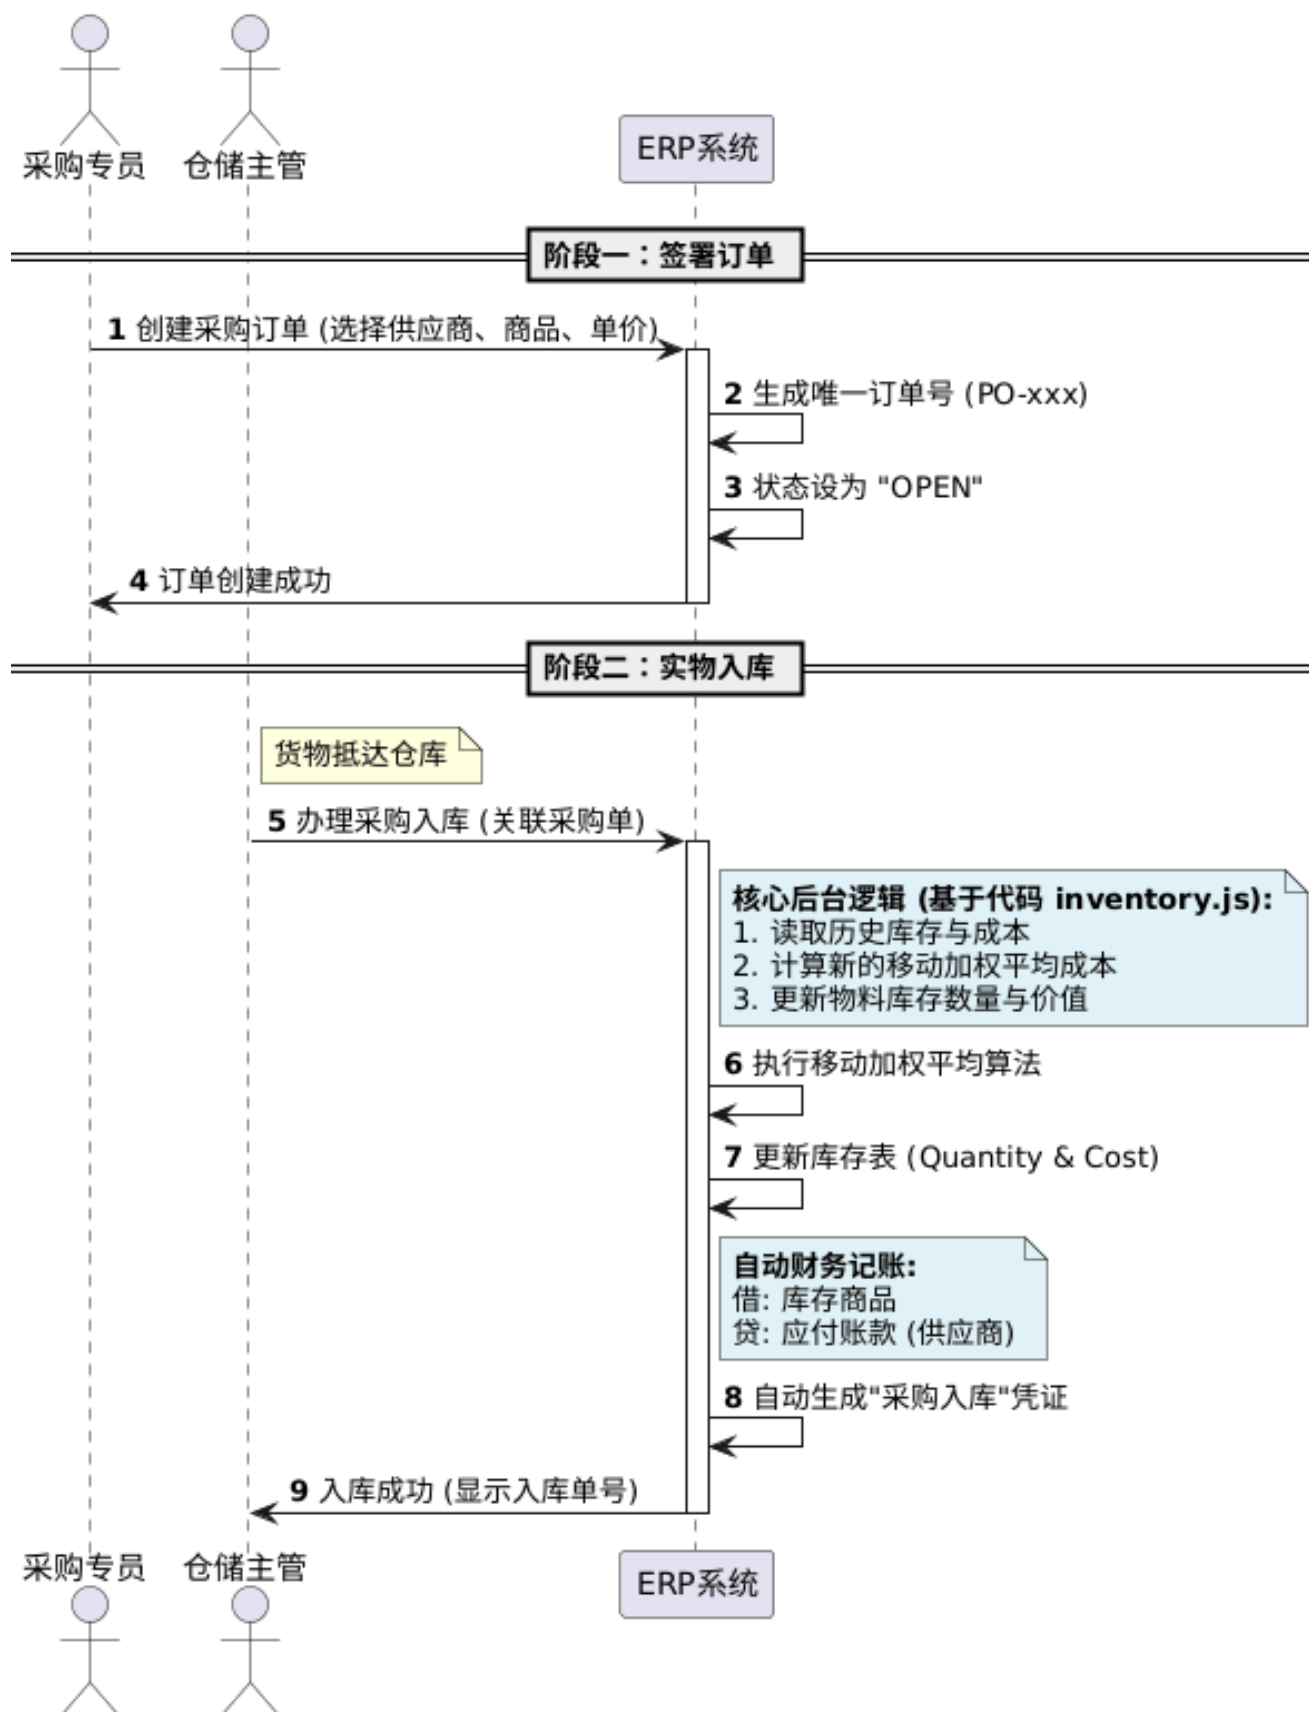 采购专员
仓储主管
ERP系统
阶段一：签署订单
1 创建采购订单 (选择供应商、商品、单价)
2 生成唯一订单号 (PO-xxx)
3 状态设为 "OPEN"
4 订单创建成功
阶段二：实物入库
货物抵达仓库
5 办理采购入库 (关联采购单)
核心后台逻辑 (基于代码 inventory.js):
1. 读取历史库存与成本
2. 计算新的移动加权平均成本
3. 更新物料库存数量与价值
6 执行移动加权平均算法
7 更新库存表 (Quantity & Cost)
自动财务记账:
借: 库存商品
贷: 应付账款 (供应商)
8 自动生成"采购入库"凭证
9 入库成功 (显示入库单号)
采购专员
仓储主管
ERP系统